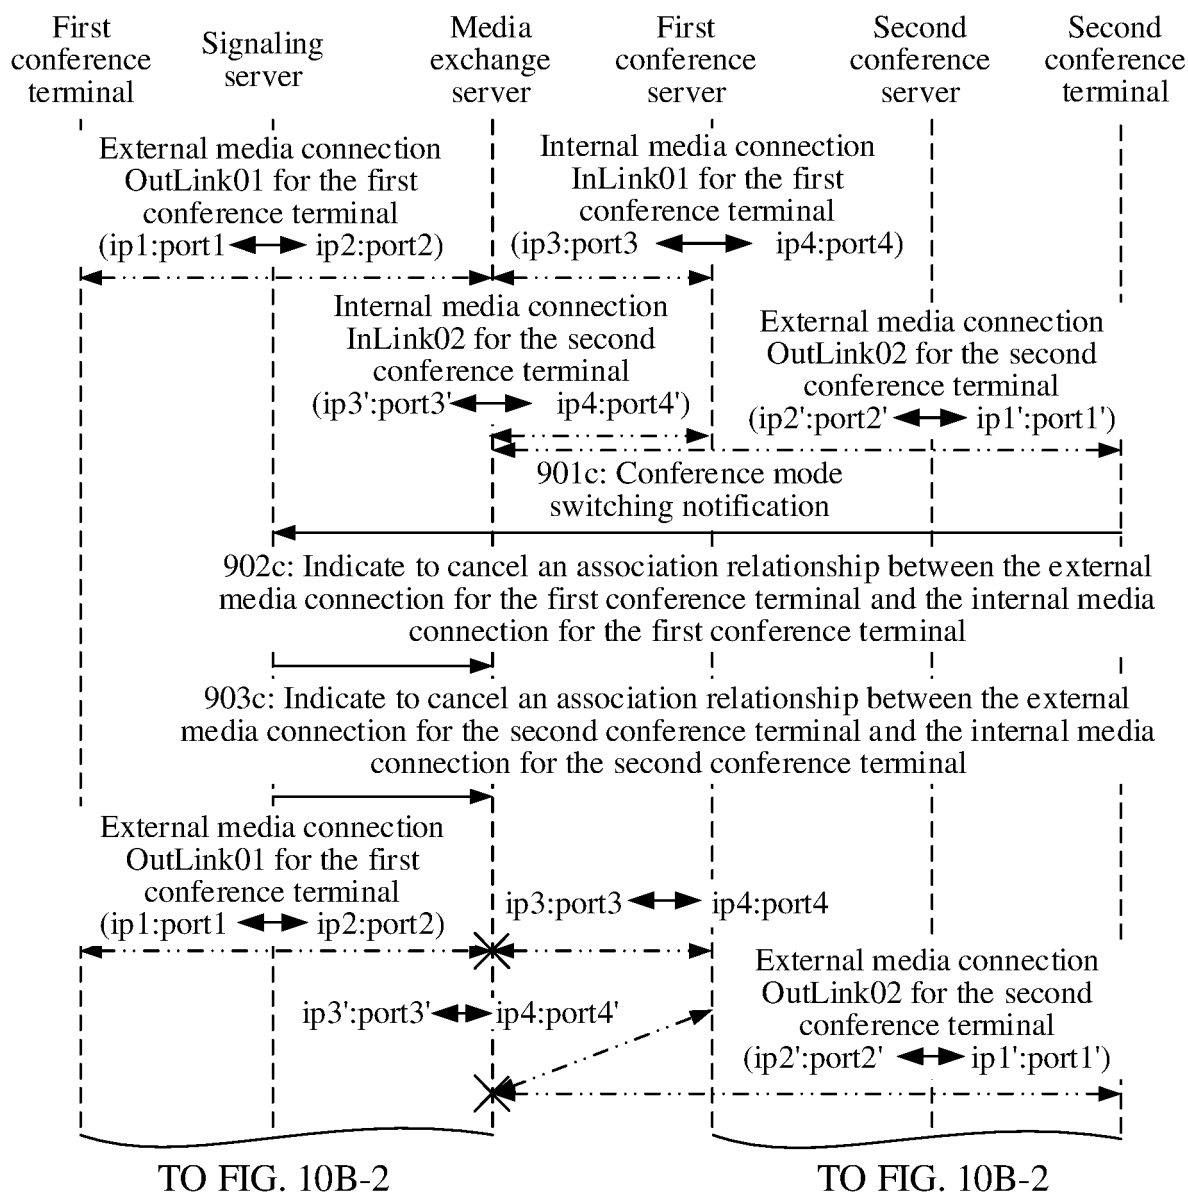 First
conference
terminal
Signaling
server
Media
exchange
server
First
conference
server
Second
conference
server
Second
conference
terminal
External media connection
OutLink01 for the first
conference terminal
(ip1:port1 ip2:port2)
Internal media connection
InLink01 for the first
conference terminal
(ip3:port3 ip4:port4)
Internal media connection
InLink02 for the second
conference terminal
(ip3':port3' ip4:port4')
External media connection
OutLink02 for the second
conference terminal
(ip2':port2' ip1':port1')
901c: Conference mode
switching notification
902c: Indicate to cancel an association relationship between the external
media connection for the first conference terminal and the internal media
connection for the first conference terminal
903c: Indicate to cancel an association relationship between the external
media connection for the second conference terminal and the internal media
connection for the second conference terminal
External media connection
OutLink01 for the first
conference terminal
(ip1:port1 ip2:port2)
ip3:port3 ip4:port4
ip3':port3' ip4:port4'
External media connection
OutLink02 for the second
conference terminal
(ip2':port2' ip1':port1')
TO FIG. 10B-2
TO FIG. 10B-2